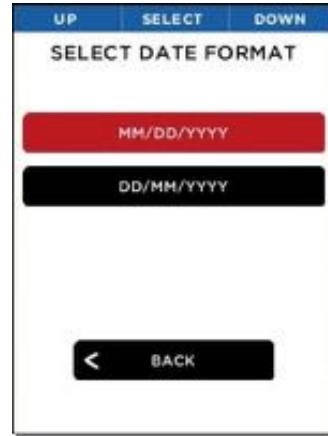 UP SELECT DOWN
SELECT DATE FORMAT
MM/DD/YYYY
DD/MM/YYYY
< BACK